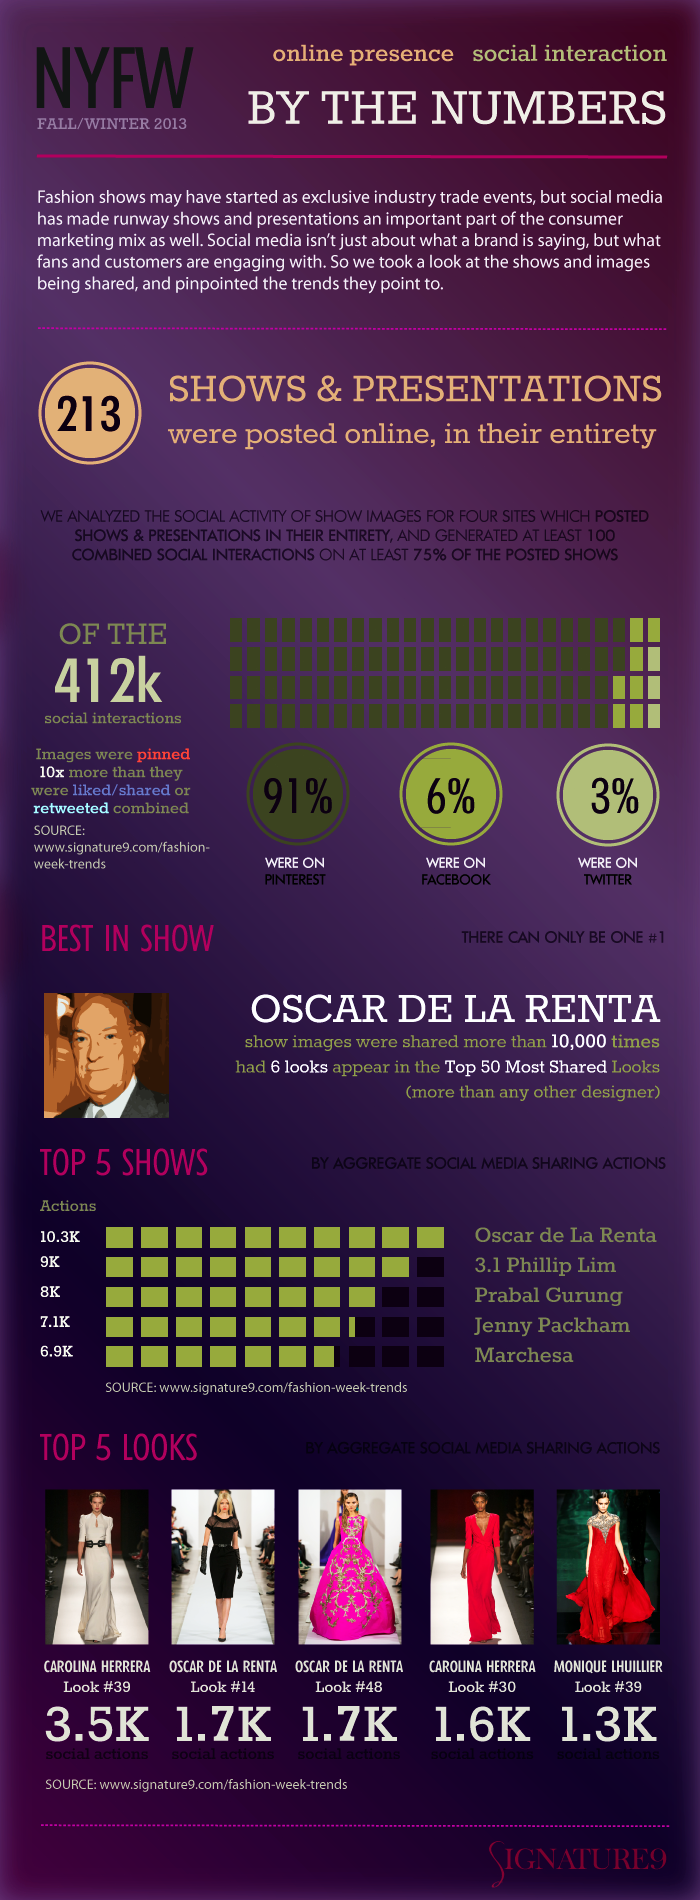 NYFW
FALL/WINTER 2013
online presence social interaction
BY THE NUMBERS
Fashion shows may have started as exclusive industry trade events, but social media
has made runway shows and presentations an important part of the consumer
marketing mix as well. Social media isn't just about what a brand is saying, but what
fans and customers are engaging with. So we took a look at the shows and images
being shared, and pinpointed the trends they point to.
213
SHOWS & PRESENTATIONS
were posted online, in their entirety
WE ANALYZED THE SOCIAL ACTIVITY OF SHOW IMAGES FOR FOUR SITES WHICH POSTED
SHOWS & PRESENTATIONS IN THEIR ENTIRETY, AND GENERATED AT LEAST 100
COMBINED SOCIAL INTERACTIONS ON AT LEAST 75% OF THE POSTED SHOWS
OF THE
412k
social interactions
Images were pinned
10x more than they
were liked/shared or
retweeted combined
SOURCE:
www.signature9.com/fashion-
week-trends
91%
WERE ON
PINTEREST
6%
WERE ON
FACEBOOK
3%
WERE ON
TWITTER
BEST IN SHOW
THERE CAN ONLY BE ONE #1
OSCAR DE LA RENTA
show images were shared more than 10,000 times
had 6 looks appear in the Top 50 Most Shared Looks
(more than any other designer)
TOP 5 SHOWS
BY AGGREGATE SOCIAL MEDIA SHARING ACTIONS
Actions
10.3K Oscar de La Renta
9K 3.1 Phillip Lim
8K Prabal Gurung
7.1K Jenny Packham
6.9K Marchesa
SOURCE: www.signature9.com/fashion-week-trends
TOP 5 LOOKS
BY AGGREGATE SOCIAL MEDIA SHARING ACTIONS
CAROLINA HERRERA
Look #39
3.5K
social actions
OSCAR DE LA RENTA
Look #14
1.7K
social actions
OSCAR DE LA RENTA
Look #48
1.7K
social actions
CAROLINA HERRERA
Look #30
1.6K
social actions
MONIQUE LHUILLIER
Look #39
1.3K
social actions
SOURCE: www.signature9.com/fashion-week-trends
SIGNATURE9